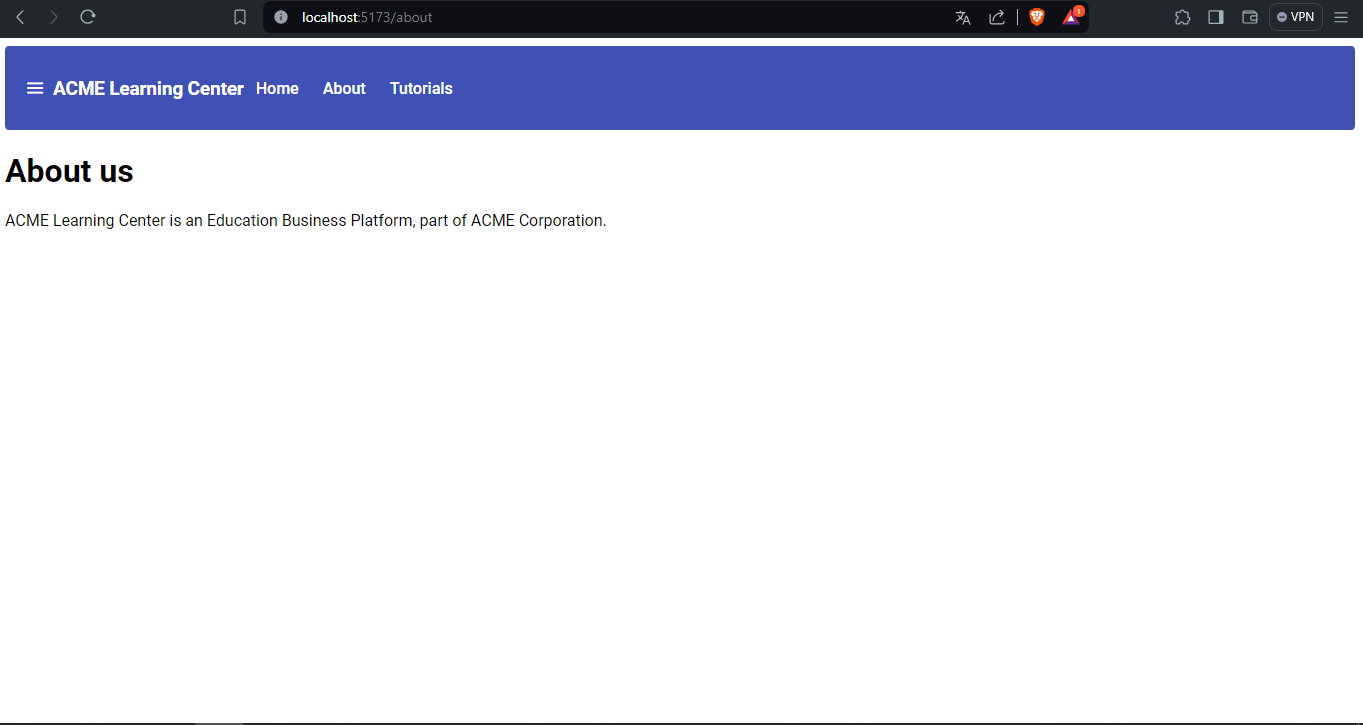 localhost:5173/about
1
VPN
ACME Learning Center Home About Tutorials
About us
ACME Learning Center is an Education Business Platform, part of ACME Corporation.